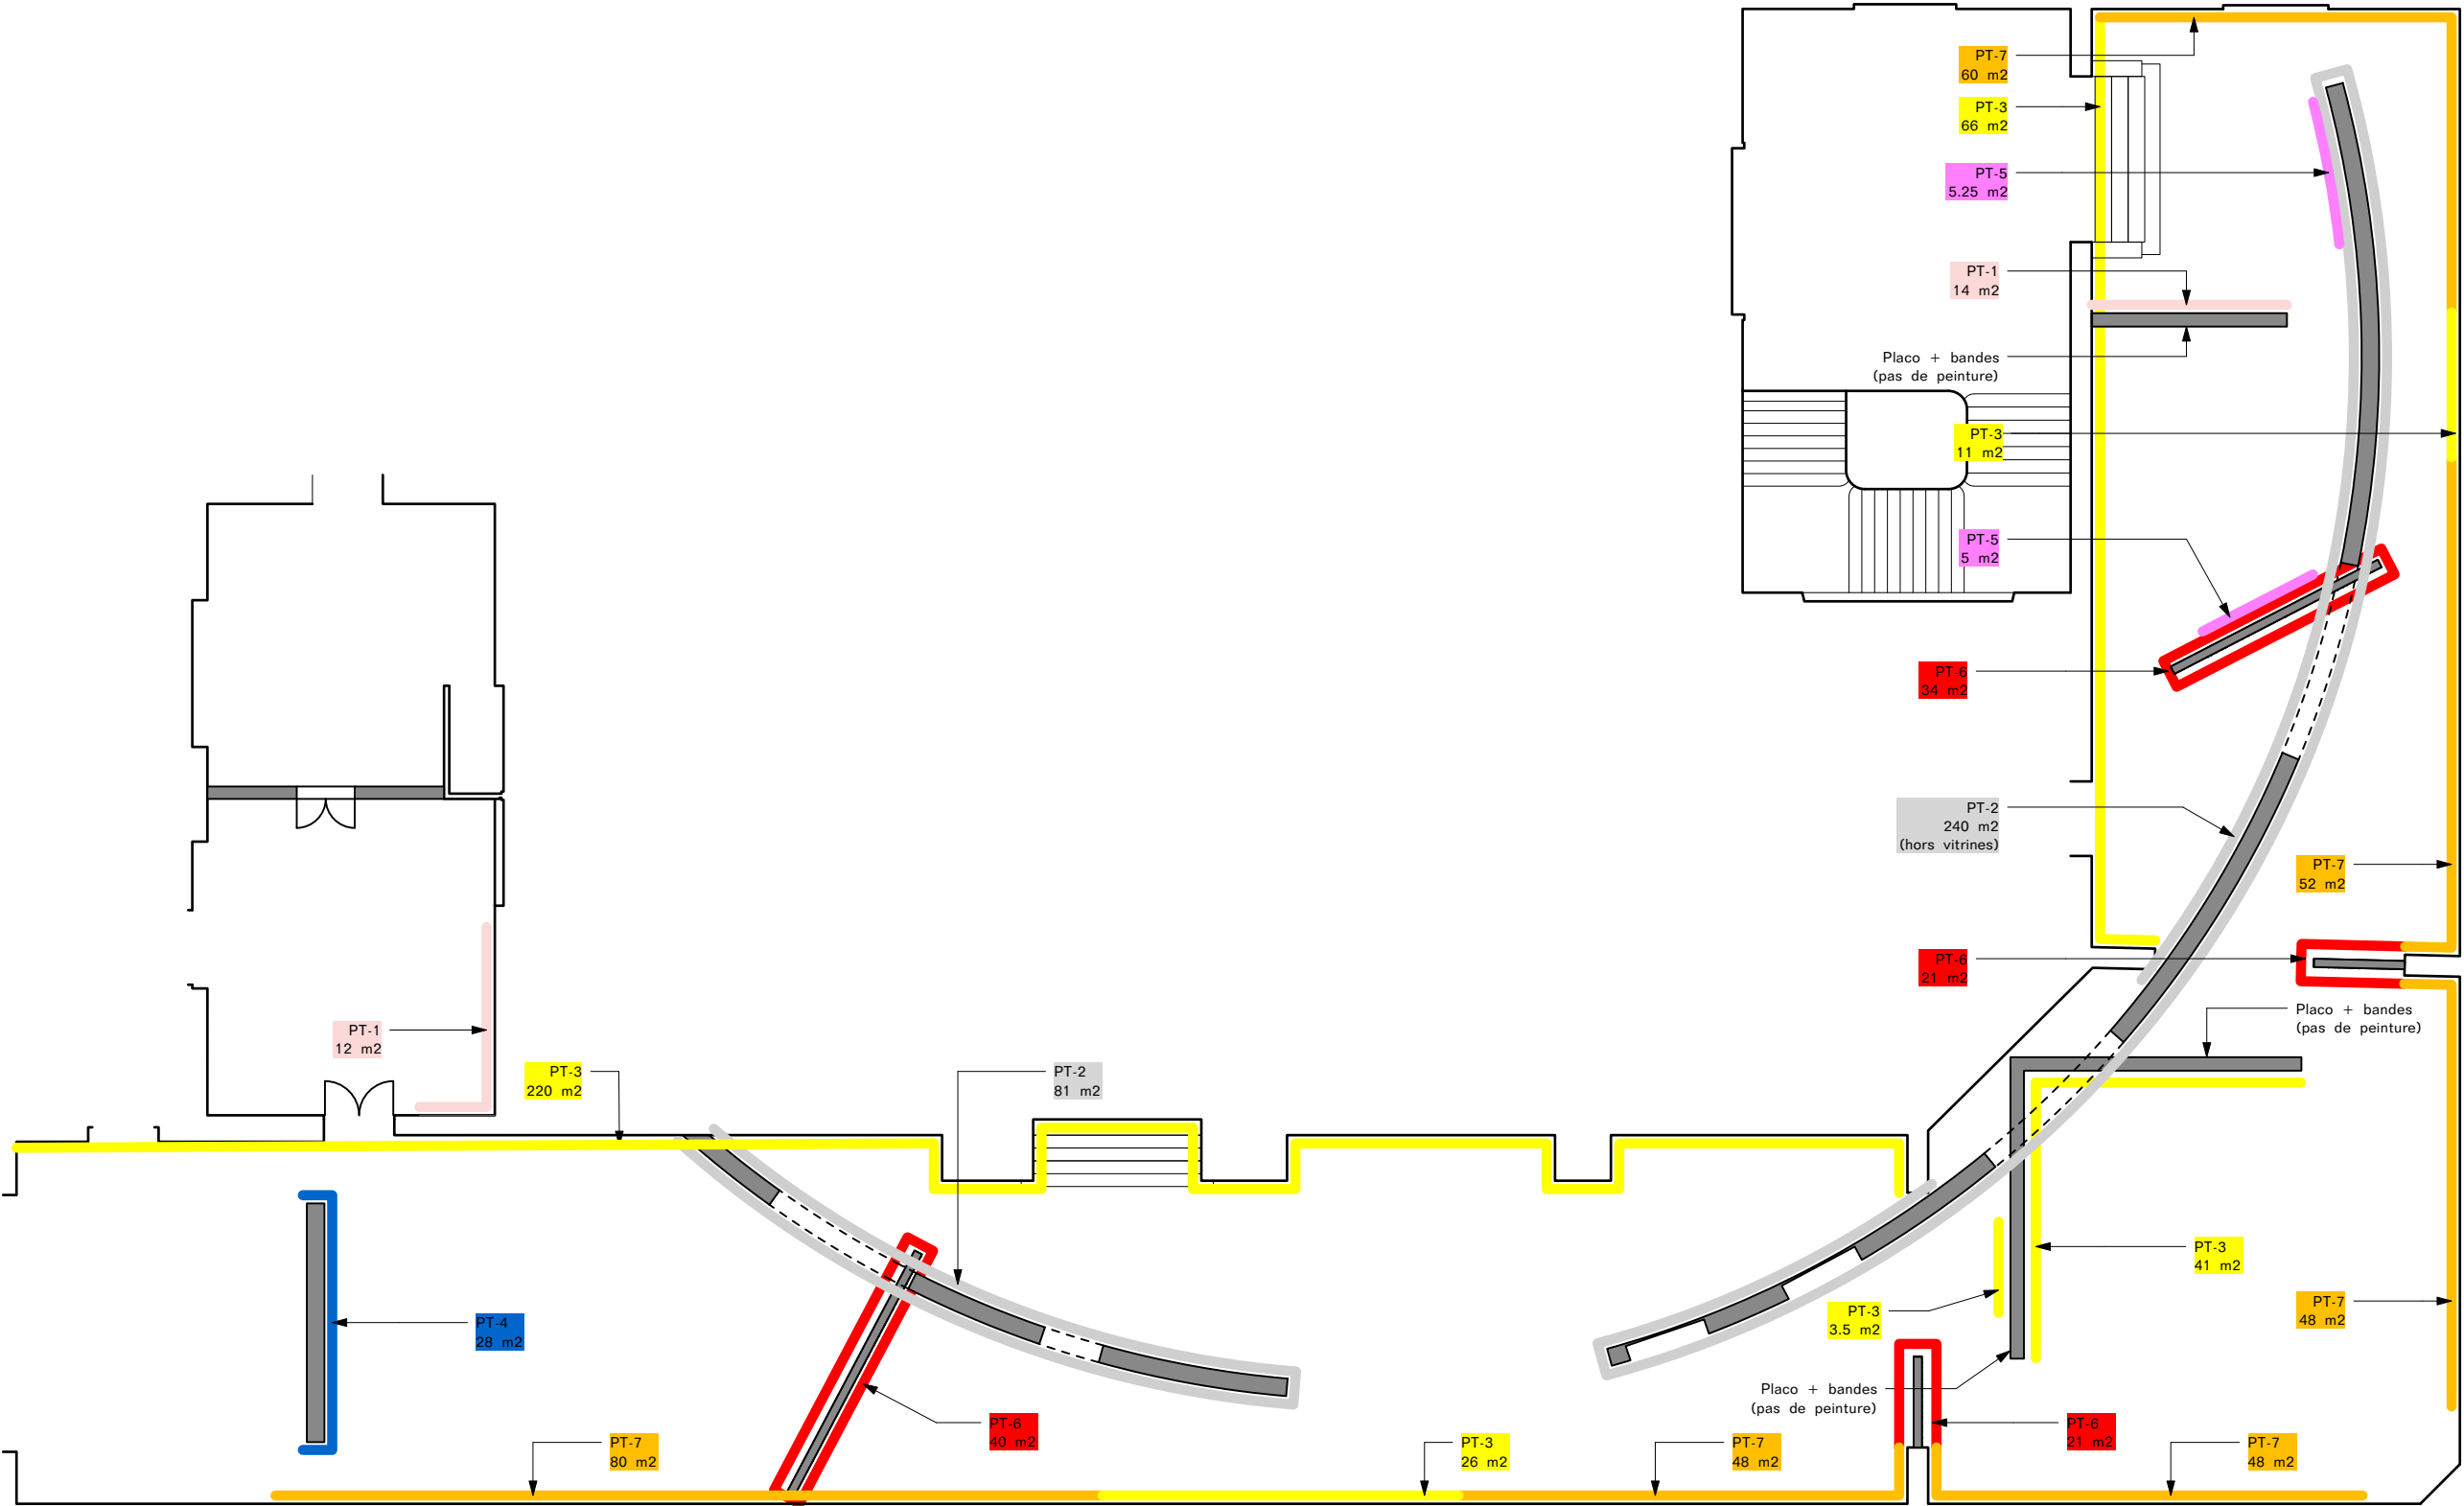 PT-7
60 m2
PT-3
66 m2
PT-5
5.25 m2
PT-1
14 m2
Placo + bandes
(pas de peinture)
PT-3
11 m2
PT-5
5 m2
PT-6
34 m2
PT-2
240 m2
(hors vitrines)
PT-7
52 m2
PT-6
21 m2
Placo + bandes
(pas de peinture)
PT-1
12 m2
PT-3
220 m2
PT-2
81 m2
PT-3
41 m2
PT-3
3.5 m2
PT-7
48 m2
PT-4
28 m2
Placo + bandes
(pas de peinture)
PT-6
40 m2
PT-6
21 m2
PT-7
80 m2
PT-3
26 m2
PT-7
48 m2
PT-7
48 m2